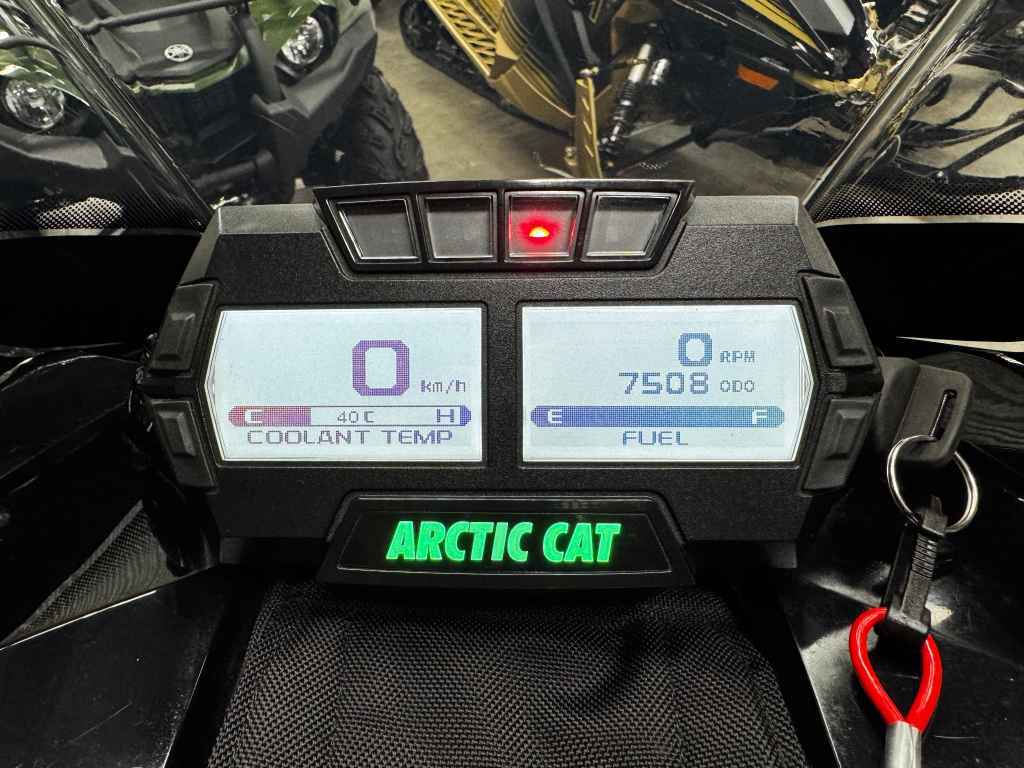 0 km/h
C 40 C H
COOLANT TEMP
0 RPM
7508 ODO
E F
FUEL
ARCTIC CAT